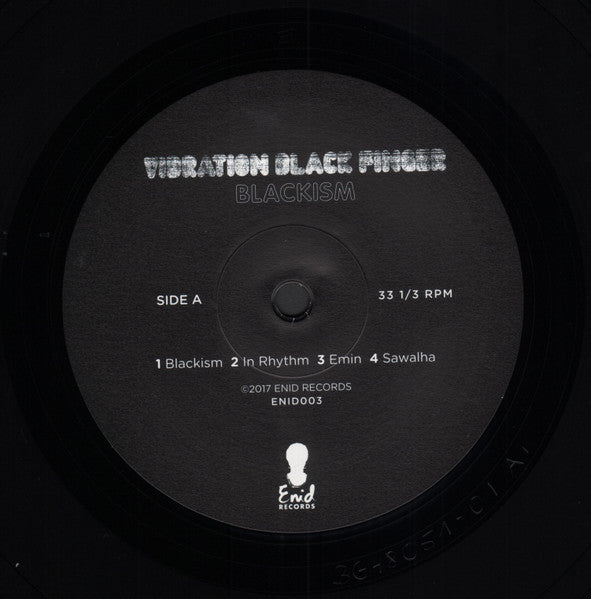 VIBRATION BLACK FINGER
BLACKISM
SIDE A
33 1/3 RPM
1 Blackism 2 In Rhythm 3 Emin 4 Sawalha
©2017 ENID RECORDS
ENID003
Enid
RECORDS